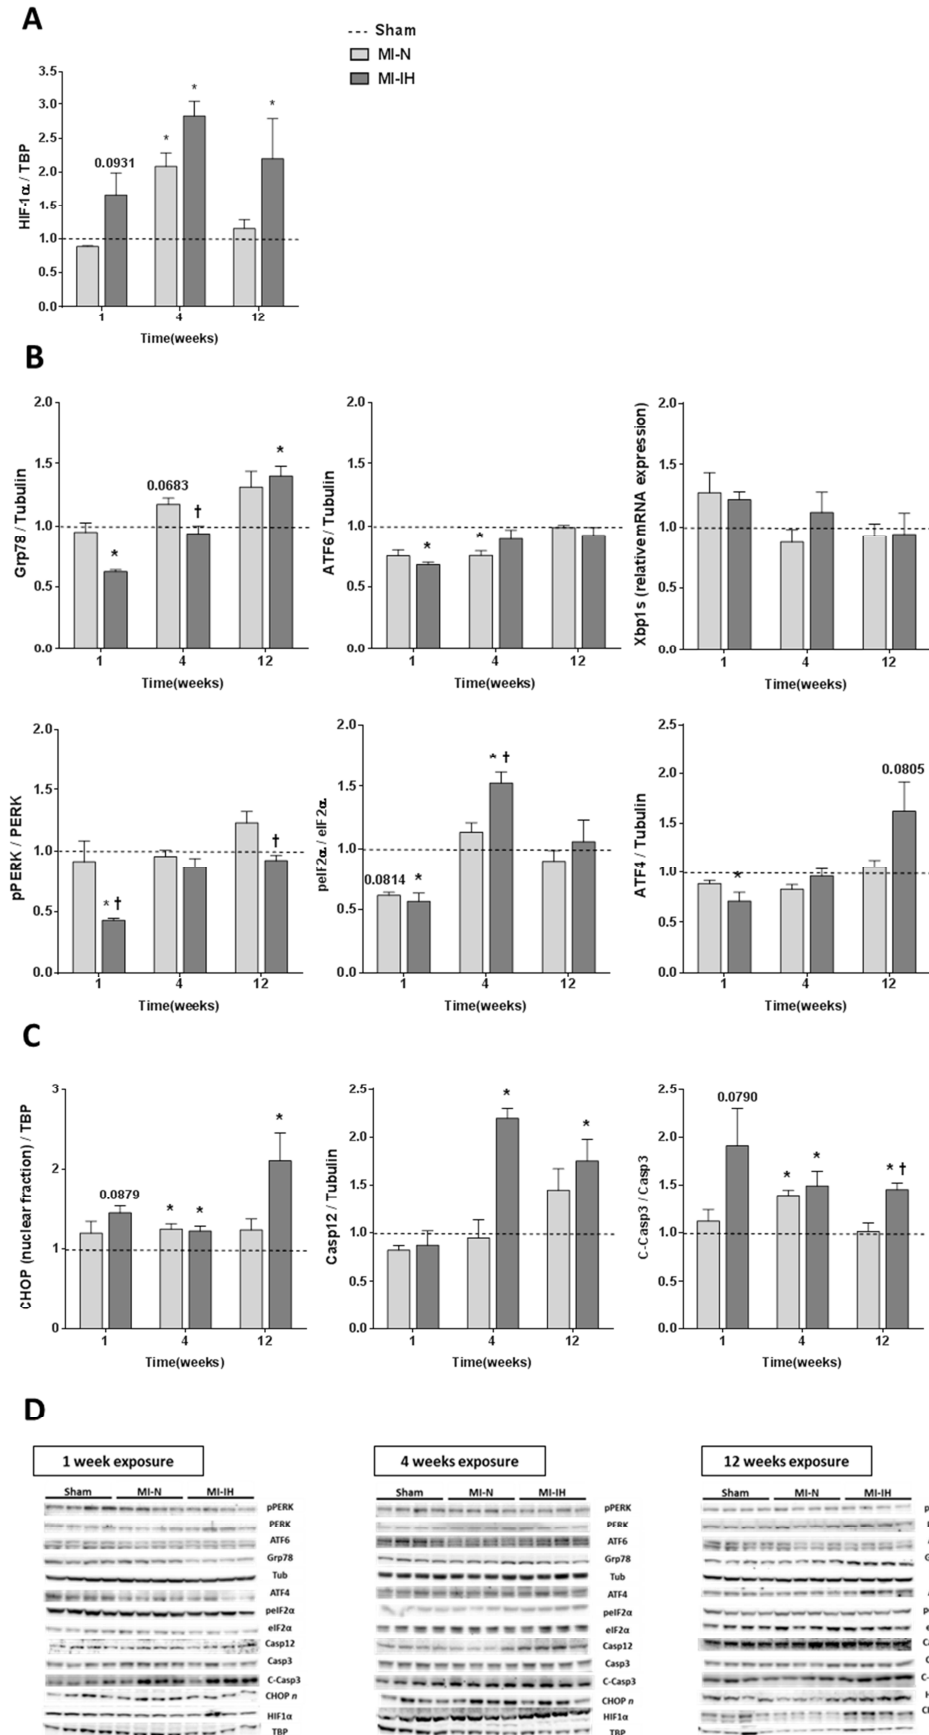 A
Sham
MI-N
MI-IH
HIF-1α / TBP
3.5
3.0
2.5
2.0
1.5
1.0
0.5
0.0
0.0931
*
*
*
1
4
12
Time(weeks)
B
Grp78 / Tubulin
2.0
1.5
1.0
0.5
0.0
*
0.0683
†
*
1
4
12
Time(weeks)
ATF6 / Tubulin
2.0
1.5
1.0
0.5
0.0
*
*
1
4
12
Time(weeks)
Xbp1s (relative mRNA expression)
2.0
1.5
1.0
0.5
0.0
1
4
12
Time(weeks)
pPERK / PERK
2.0
1.5
1.0
0.5
0.0
* †
†
1
4
12
Time(weeks)
peIF2α / eIF2α
2.0
1.5
1.0
0.5
0.0
0.0814
*
* †
1
4
12
Time(weeks)
ATF4 / Tubulin
2.5
2.0
1.5
1.0
0.5
0.0
*
0.0805
1
4
12
Time(weeks)
C
CHOP (nuclear fraction) / TBP
3
2
1
0
0.0879
*
*
*
1
4
12
Time(weeks)
Casp12 / Tubulin
2.5
2.0
1.5
1.0
0.5
0.0
*
*
1
4
12
Time(weeks)
C-Casp3 / Casp3
2.5
2.0
1.5
1.0
0.5
0.0
0.0790
*
*
* †
1
4
12
Time(weeks)
D
1 week exposure
Sham MI-N MI-IH
pPERK
PERK
ATF6
Grp78
Tub
ATF4
peIF2α
eIF2α
Casp12
Casp3
C-Casp3
CHOP n
HIF1α
TBP
4 weeks exposure
Sham MI-N MI-IH
pPERK
PERK
ATF6
Grp78
Tub
ATF4
peIF2α
eIF2α
Casp12
Casp3
C-Casp3
CHOP n
HIF1α
TBP
12 weeks exposure
Sham MI-N MI-IH